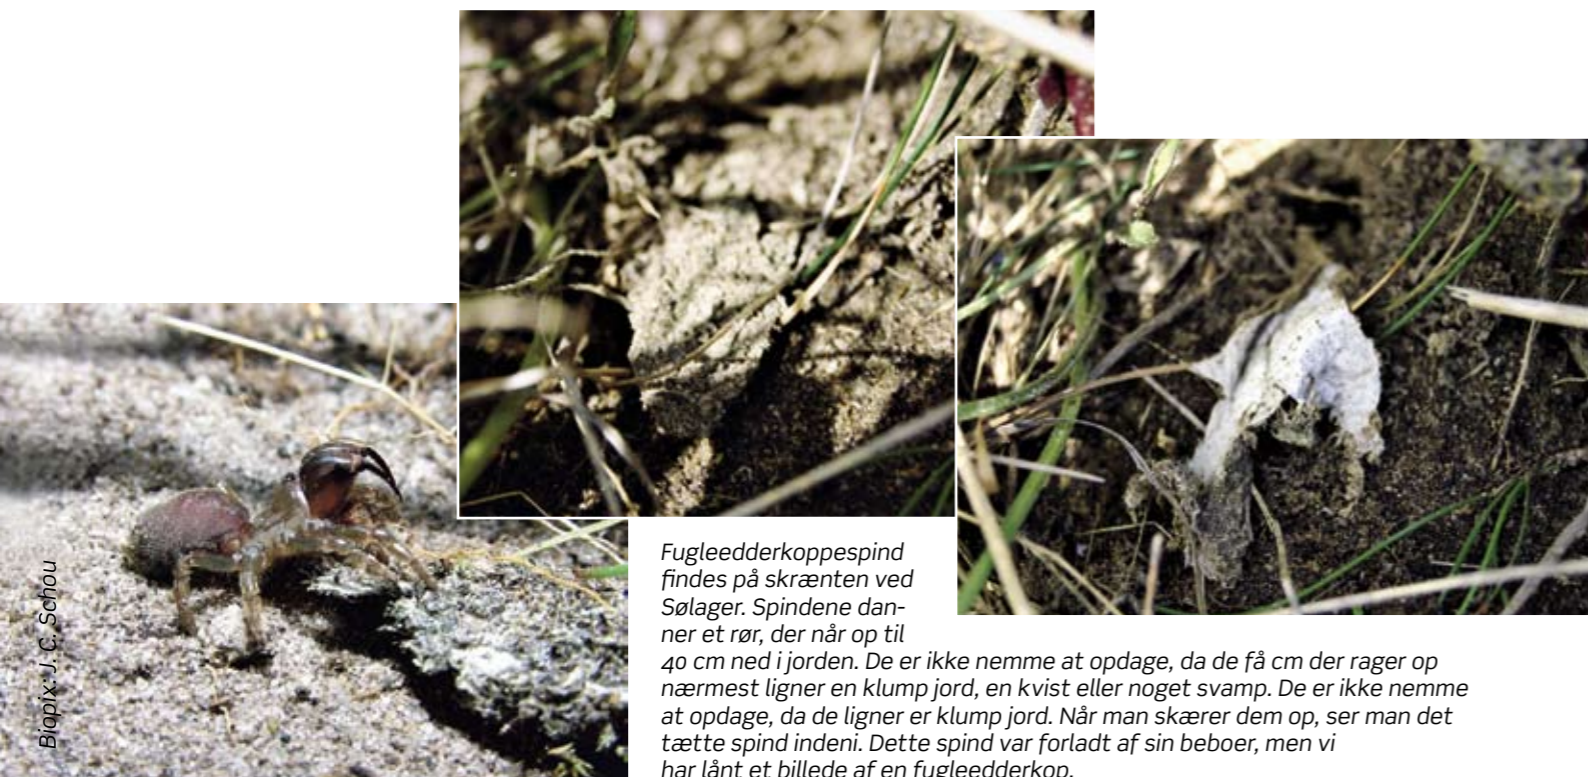 Fugleedderkoppespind
findes på skrænten ved
Sølager. Spindene dan-
ner et rør, der når op til
40 cm ned i jorden. De er ikke nemme at opdage, da de få cm der rager op
nærmest ligner en klump jord, en kvist eller noget svamp. De er ikke nemme
at opdage, da de ligner er klump jord. Når man skærer dem op, ser man det
tætte spind indeni. Dette spind var forladt af sin beboer, men vi
har lånt et billede af en fugleedderkop.
Biopix: J. C. Schou